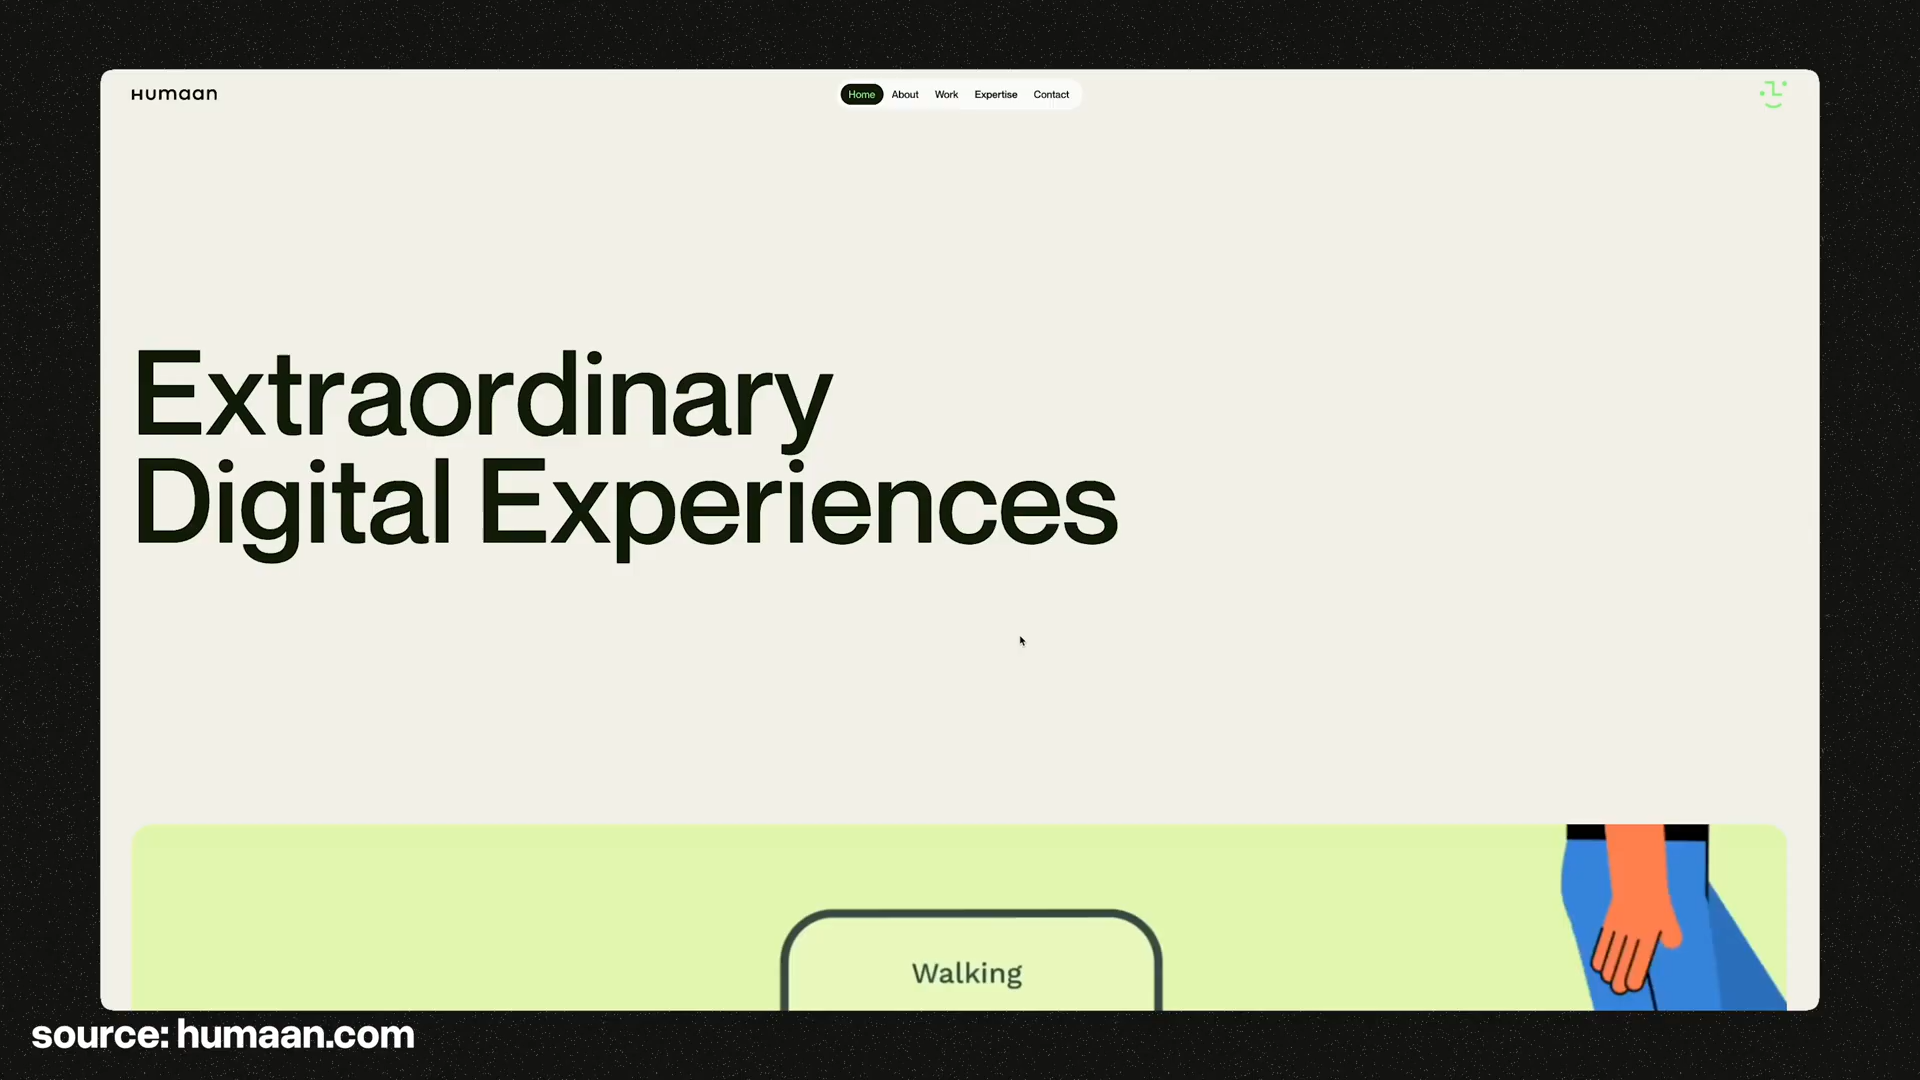 Humaan
Home About Work Expertise Contact
Extraordinary
Digital Experiences
Walking
source: humaan.com